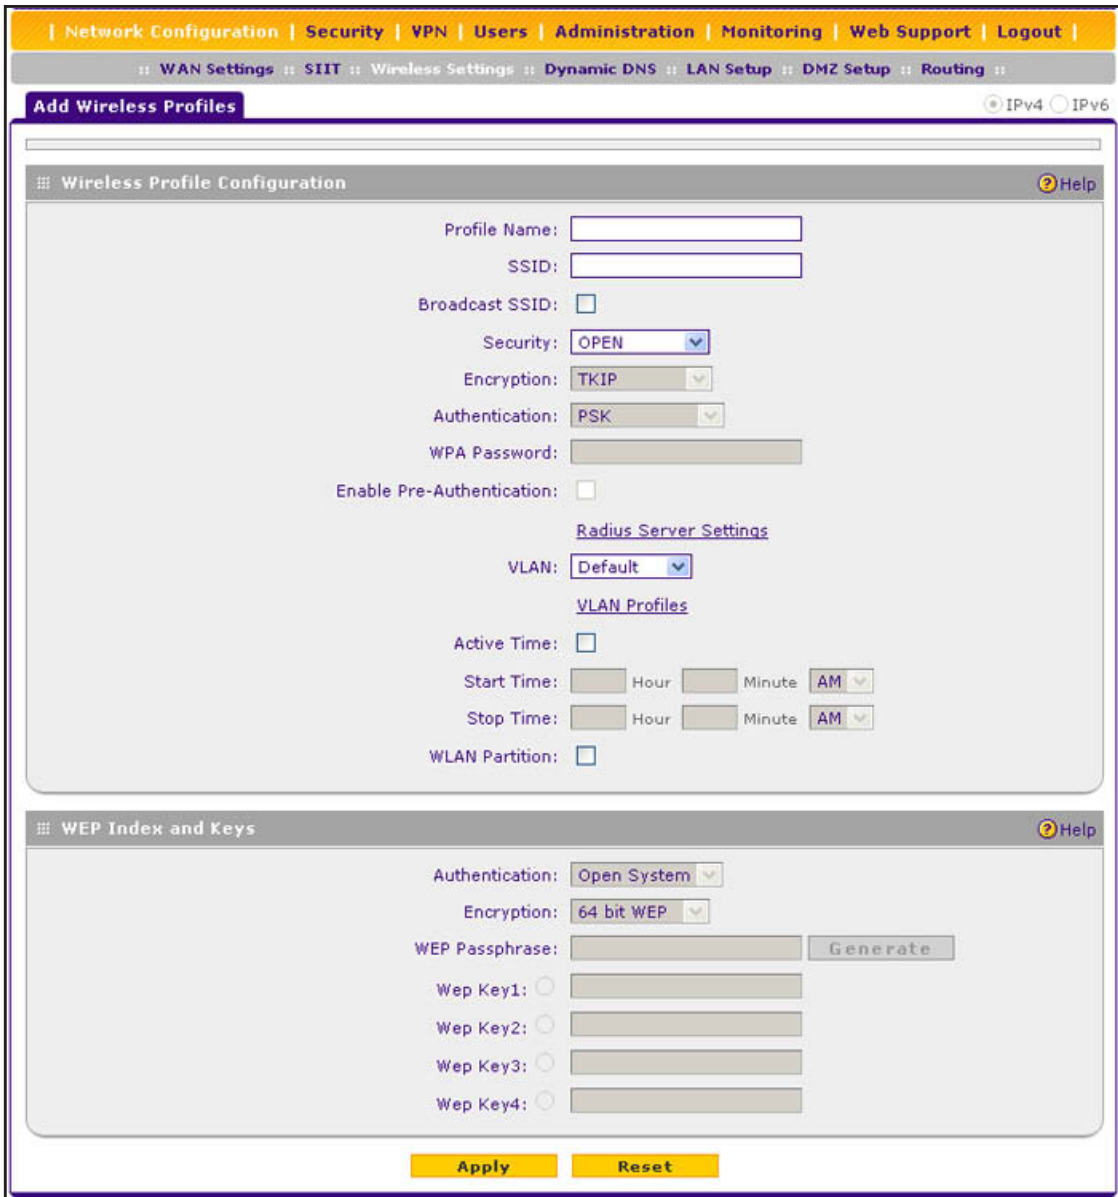 | Network Configuration | Security | VPN | Users | Administration | Monitoring | Web Support | Logout |
:: WAN Settings :: SIIT :: Wireless Settings :: Dynamic DNS :: LAN Setup :: DMZ Setup :: Routing ::
Add Wireless Profiles IPv4 IPv6
Wireless Profile Configuration ? Help
Profile Name:
SSID:
Broadcast SSID:
Security: OPEN
Encryption: TKIP
Authentication: PSK
WPA Password:
Enable Pre-Authentication:
Radius Server Settings
VLAN: Default
VLAN Profiles
Active Time:
Start Time: Hour Minute AM
Stop Time: Hour Minute AM
WLAN Partition:
WEP Index and Keys ? Help
Authentication: Open System
Encryption: 64 bit WEP
WEP Passphrase: Generate
Wep Key1:
Wep Key2:
Wep Key3:
Wep Key4:
Apply Reset